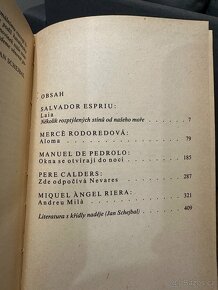 OBSAH
SALVADOR ESPRIU:
Laia
Několik rozptýlených stínů od našeho moře 7
MERCÈ RODOREDOVÁ:
Aloma 79
MANUEL DE PEDROLO:
Okna se otvírají do noci 185
PERE CALDERS:
Zde odpočívá Nevares 241
MIQUEL ÀNGEL RIERA:
Andreu Milà 321
Literatura s křídly naděje (Jan Schejbal) 409